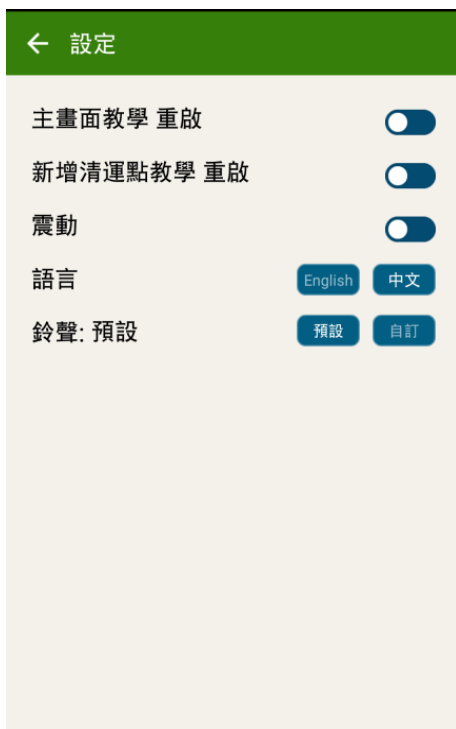 設定
主畫面教學 重啟
新增清運點教學 重啟
震動
語言 English 中文
鈴聲: 預設 預設 自訂